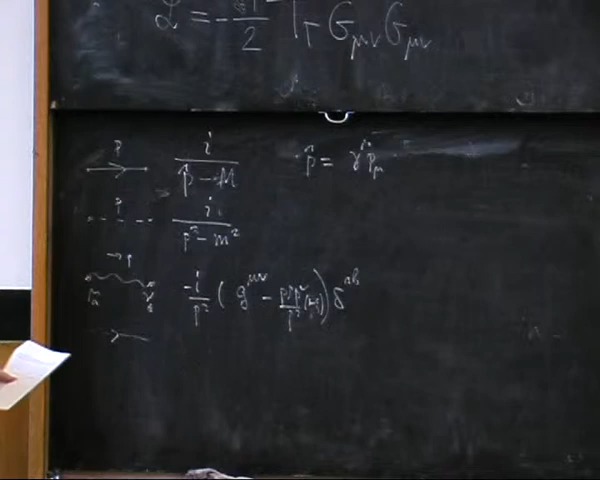 L = - 1/2 Tr G_{μν} G_{μν}
p i/(p̂ - M) p̂ = γ^μ p_μ
p i/(p² - m²)
→ p
μ a ν b -i/p² ( g^{μν} - p^μ p^ν/p² (1-ξ) ) δ^{ab}